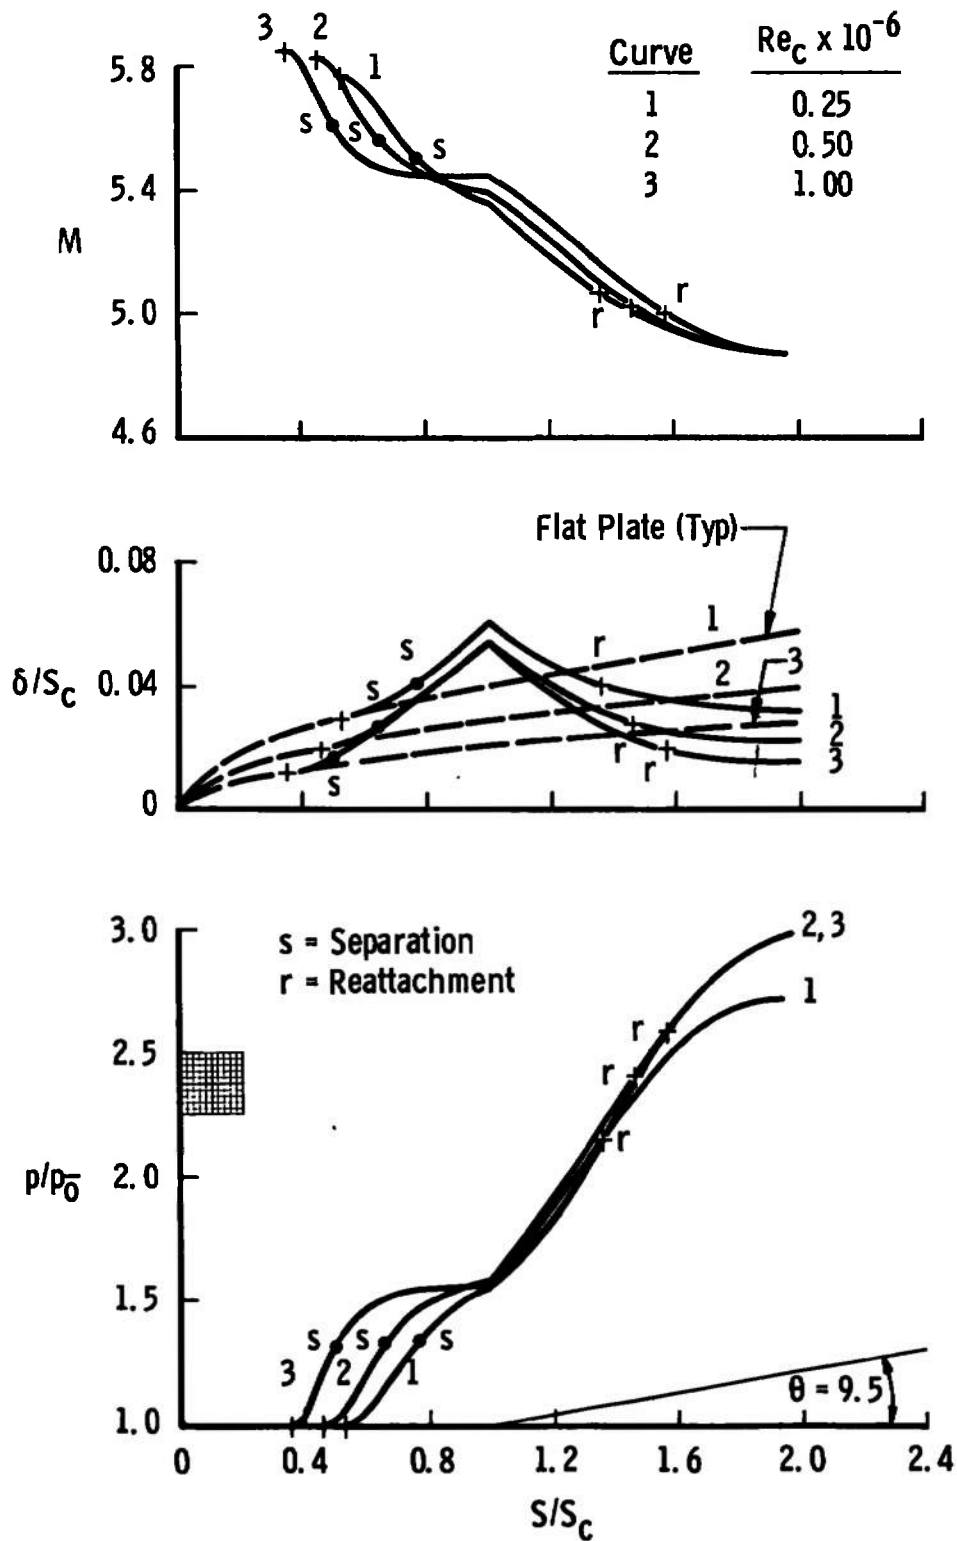 3 2 1
5.8
s s s
5.4
M
5.0
r
r
4.6
Curve Re_c x 10^-6
1 0.25
2 0.50
3 1.00
Flat Plate (Typ)
0.08
1
s r
3
δ/S_c
0.04
s 2
1
2
r
r 3
s
0
3.0
s = Separation
r = Reattachment
2,3
1
r
2.5
r
r
p/p_0̄
2.0
1.5
s s s
3 2 1
θ = 9.5
1.0
0 0.4 0.8 1.2 1.6 2.0 2.4
S/S_c